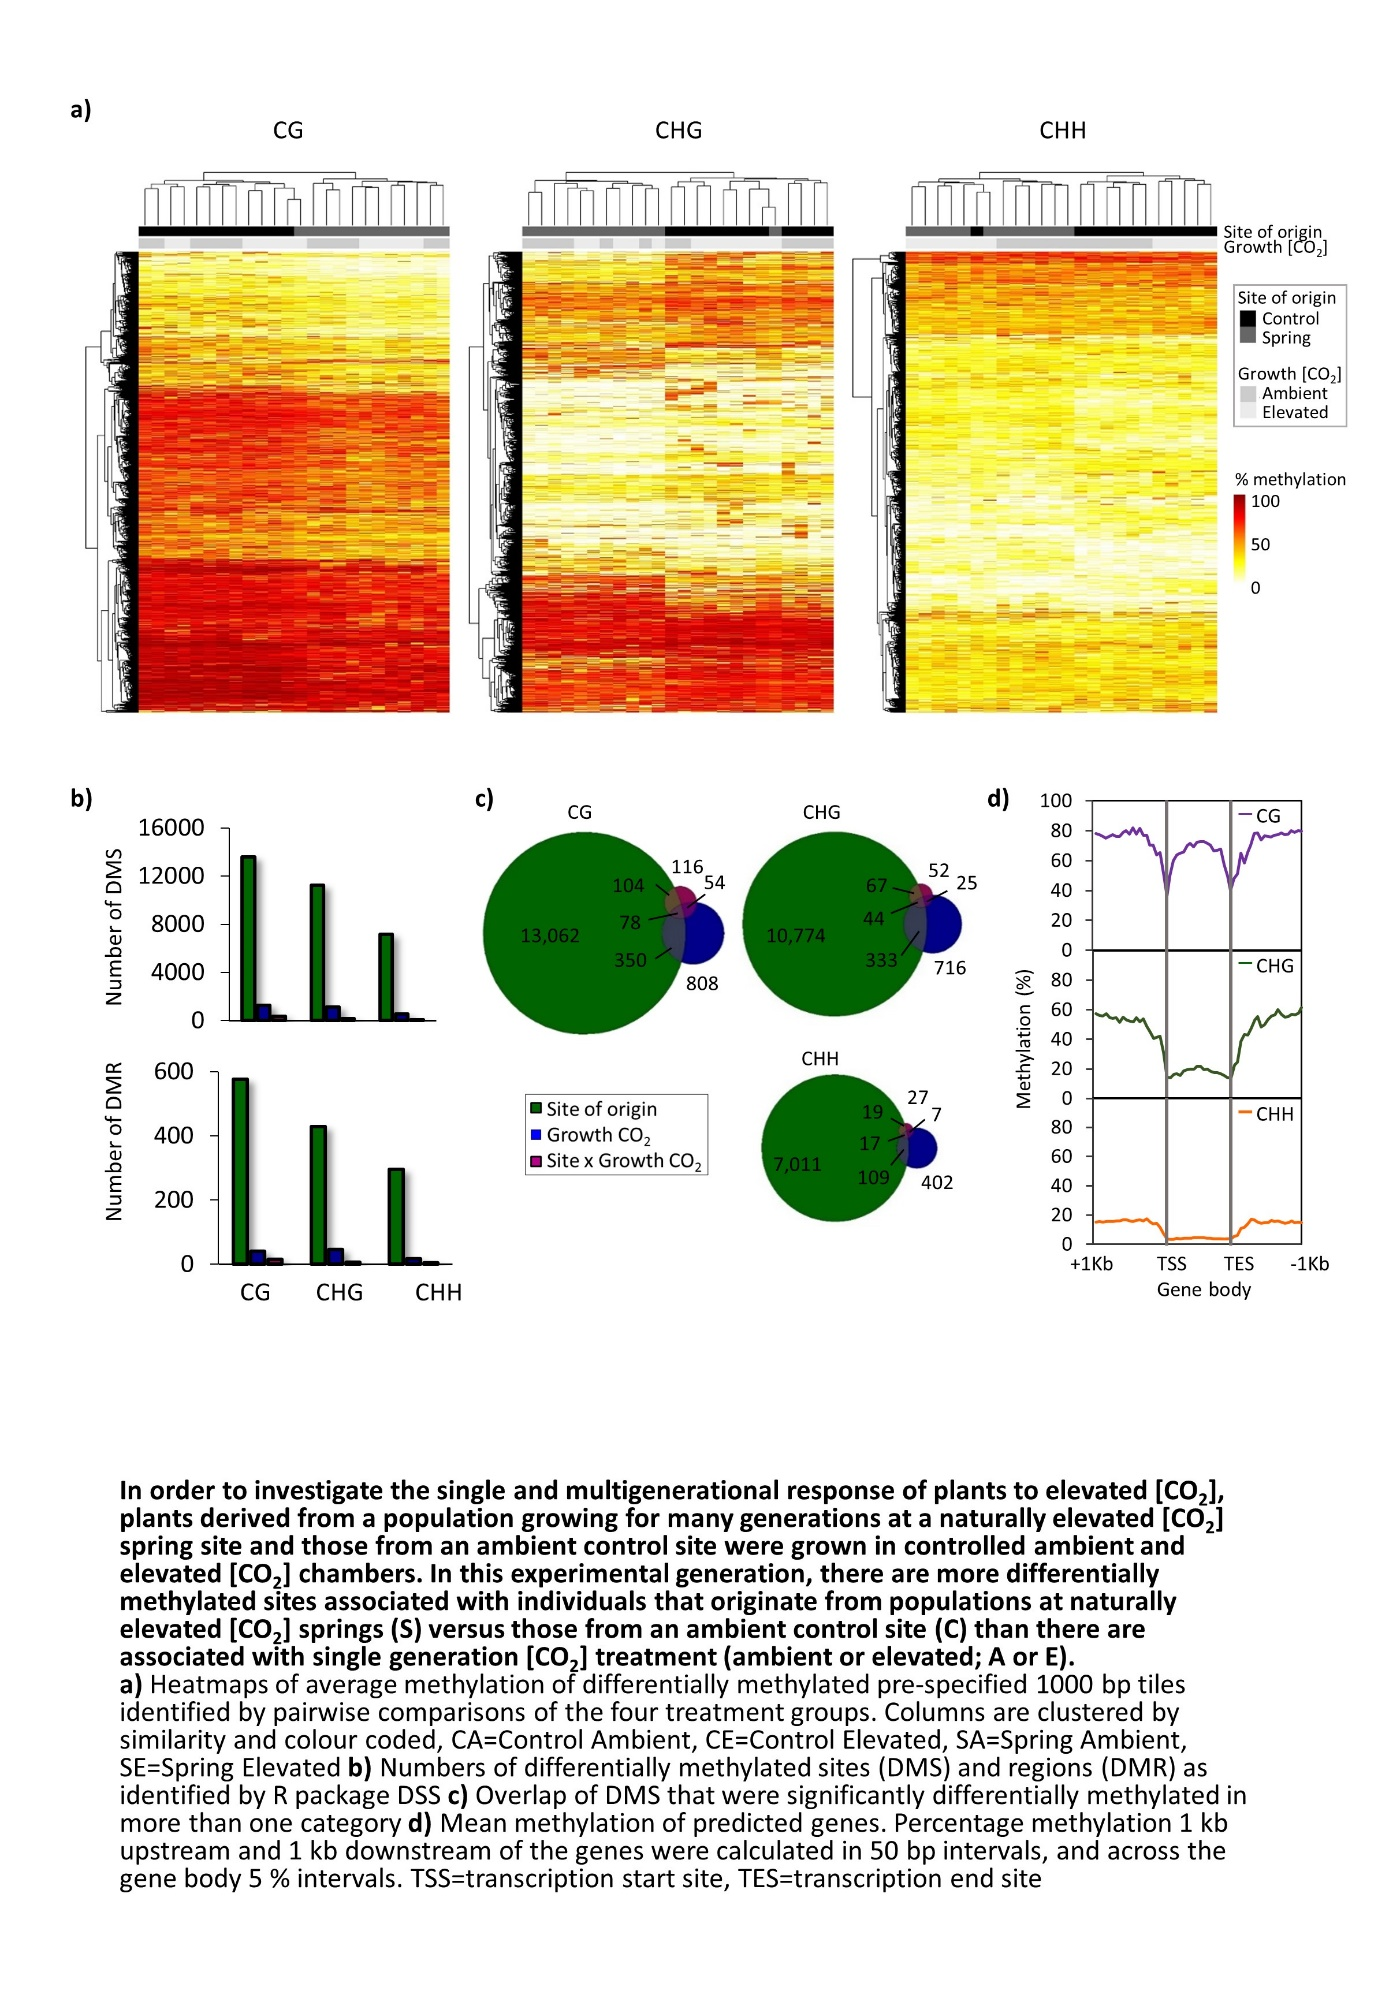 a)
CG
CHG
CHH
Site of origin
Growth [CO₂]
Site of origin
Control
Spring
Growth [CO₂]
Ambient
Elevated
% methylation
100
50
0
b)
16000
12000
8000
4000
0
Number of DMS
600
400
200
0
Number of DMR
CG
CHG
CHH
c)
CG
116
104
54
78
13,062
350
808
CHG
52
67
25
44
10,774
333
716
CHH
27
19
7
17
7,011
109
402
Site of origin
Growth CO₂
Site x Growth CO₂
d)
100
80
60
40
20
0
CG
80
60
40
20
0
CHG
80
60
40
20
0
CHH
Methylation (%)
+1Kb
TSS
TES
-1Kb
Gene body
In order to investigate the single and multigenerational response of plants to elevated [CO₂],
plants derived from a population growing for many generations at a naturally elevated [CO₂]
spring site and those from an ambient control site were grown in controlled ambient and
elevated [CO₂] chambers. In this experimental generation, there are more differentially
methylated sites associated with individuals that originate from populations at naturally
elevated [CO₂] springs (S) versus those from an ambient control site (C) than there are
associated with single generation [CO₂] treatment (ambient or elevated; A or E).
a) Heatmaps of average methylation of differentially methylated pre-specified 1000 bp tiles
identified by pairwise comparisons of the four treatment groups. Columns are clustered by
similarity and colour coded, CA=Control Ambient, CE=Control Elevated, SA=Spring Ambient,
SE=Spring Elevated b) Numbers of differentially methylated sites (DMS) and regions (DMR) as
identified by R package DSS c) Overlap of DMS that were significantly differentially methylated in
more than one category d) Mean methylation of predicted genes. Percentage methylation 1 kb
upstream and 1 kb downstream of the genes were calculated in 50 bp intervals, and across the
gene body 5 % intervals. TSS=transcription start site, TES=transcription end site